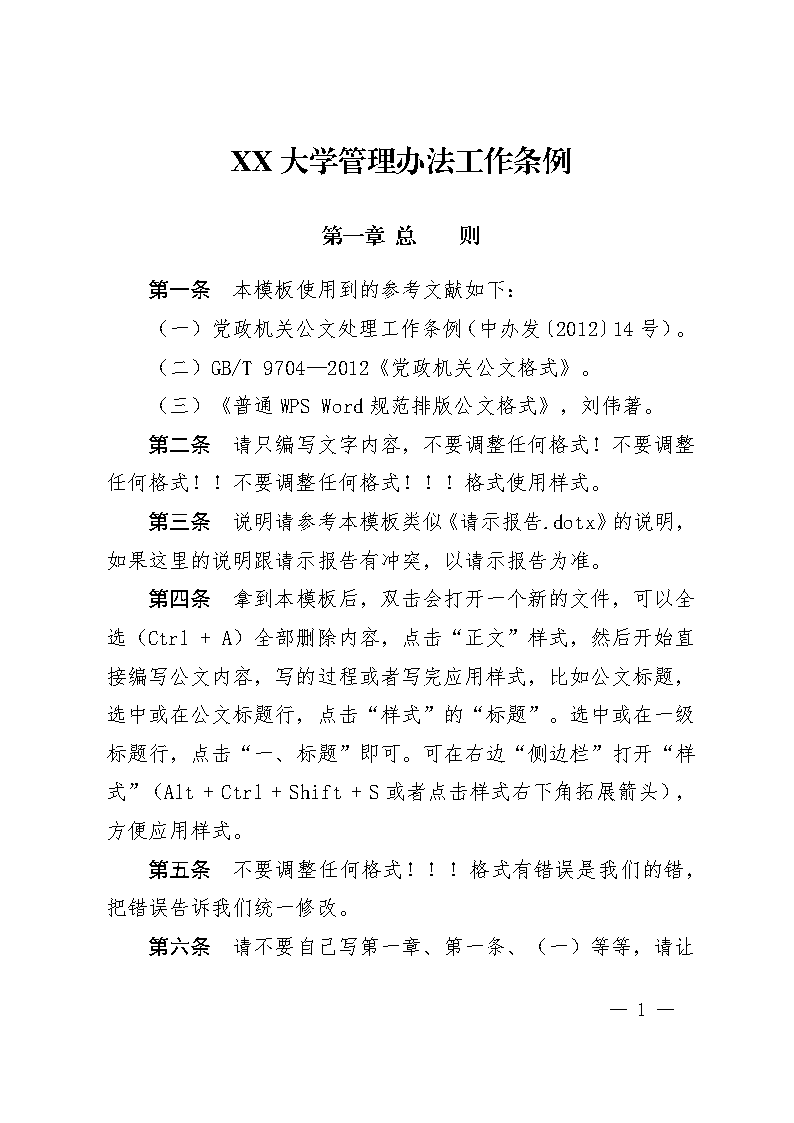 XX 大学管理办法工作条例
第一章 总　　则
第一条　本模板使用到的参考文献如下：
（一）党政机关公文处理工作条例（中办发〔2012〕14 号）。
（二）GB/T 9704—2012《党政机关公文格式》。
（三）《普通 WPS Word 规范排版公文格式》，刘伟著。
第二条　请只编写文字内容，不要调整任何格式！不要调整
任何格式！！不要调整任何格式！！！格式使用样式。
第三条　说明请参考本模板类似《请示报告.dotx》的说明，
如果这里的说明跟请示报告有冲突，以请示报告为准。
第四条　拿到本模板后，双击会打开一个新的文件，可以全
选（Ctrl + A）全部删除内容，点击“正文”样式，然后开始直
接编写公文内容，写的过程或者写完应用样式，比如公文标题，
选中或在公文标题行，点击“样式”的“标题”。选中或在一级
标题行，点击“一、标题”即可。可在右边“侧边栏”打开“样
式”（Alt + Ctrl + Shift + S 或者点击样式右下角拓展箭头），
方便应用样式。
第五条　不要调整任何格式！！！格式有错误是我们的错，
把错误告诉我们统一修改。
第六条　请不要自己写第一章、第一条、（一）等等，请让
— 1 —